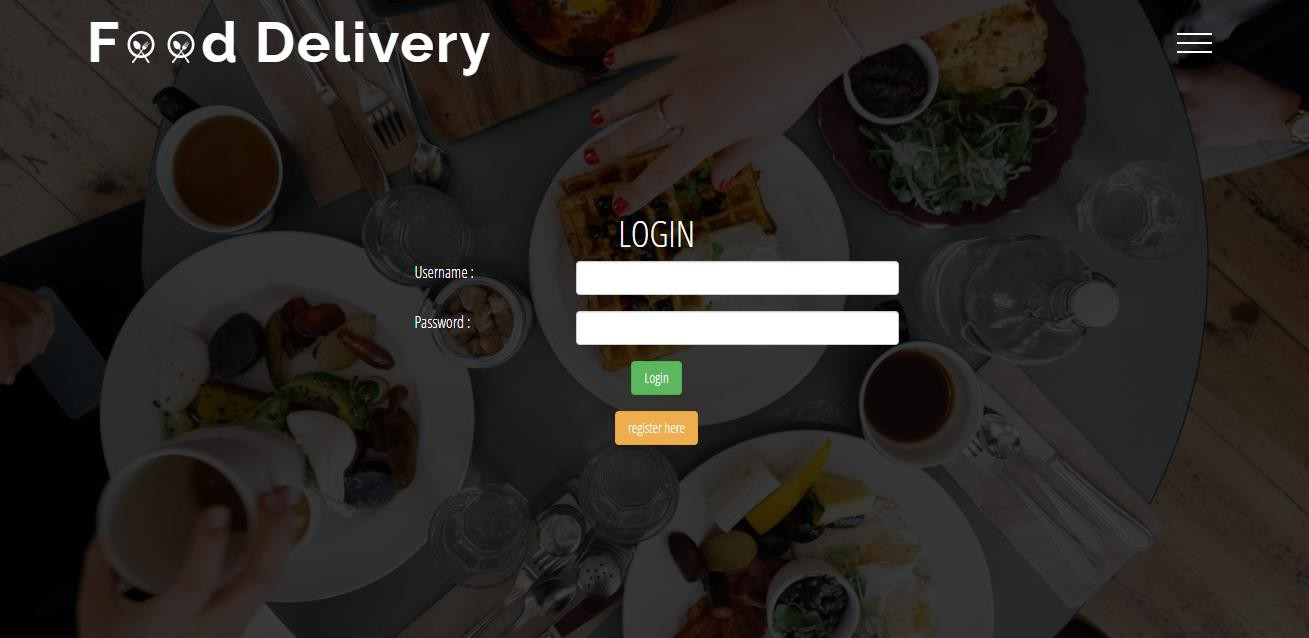 Food Delivery
LOGIN
Username :
Password :
Login
register here